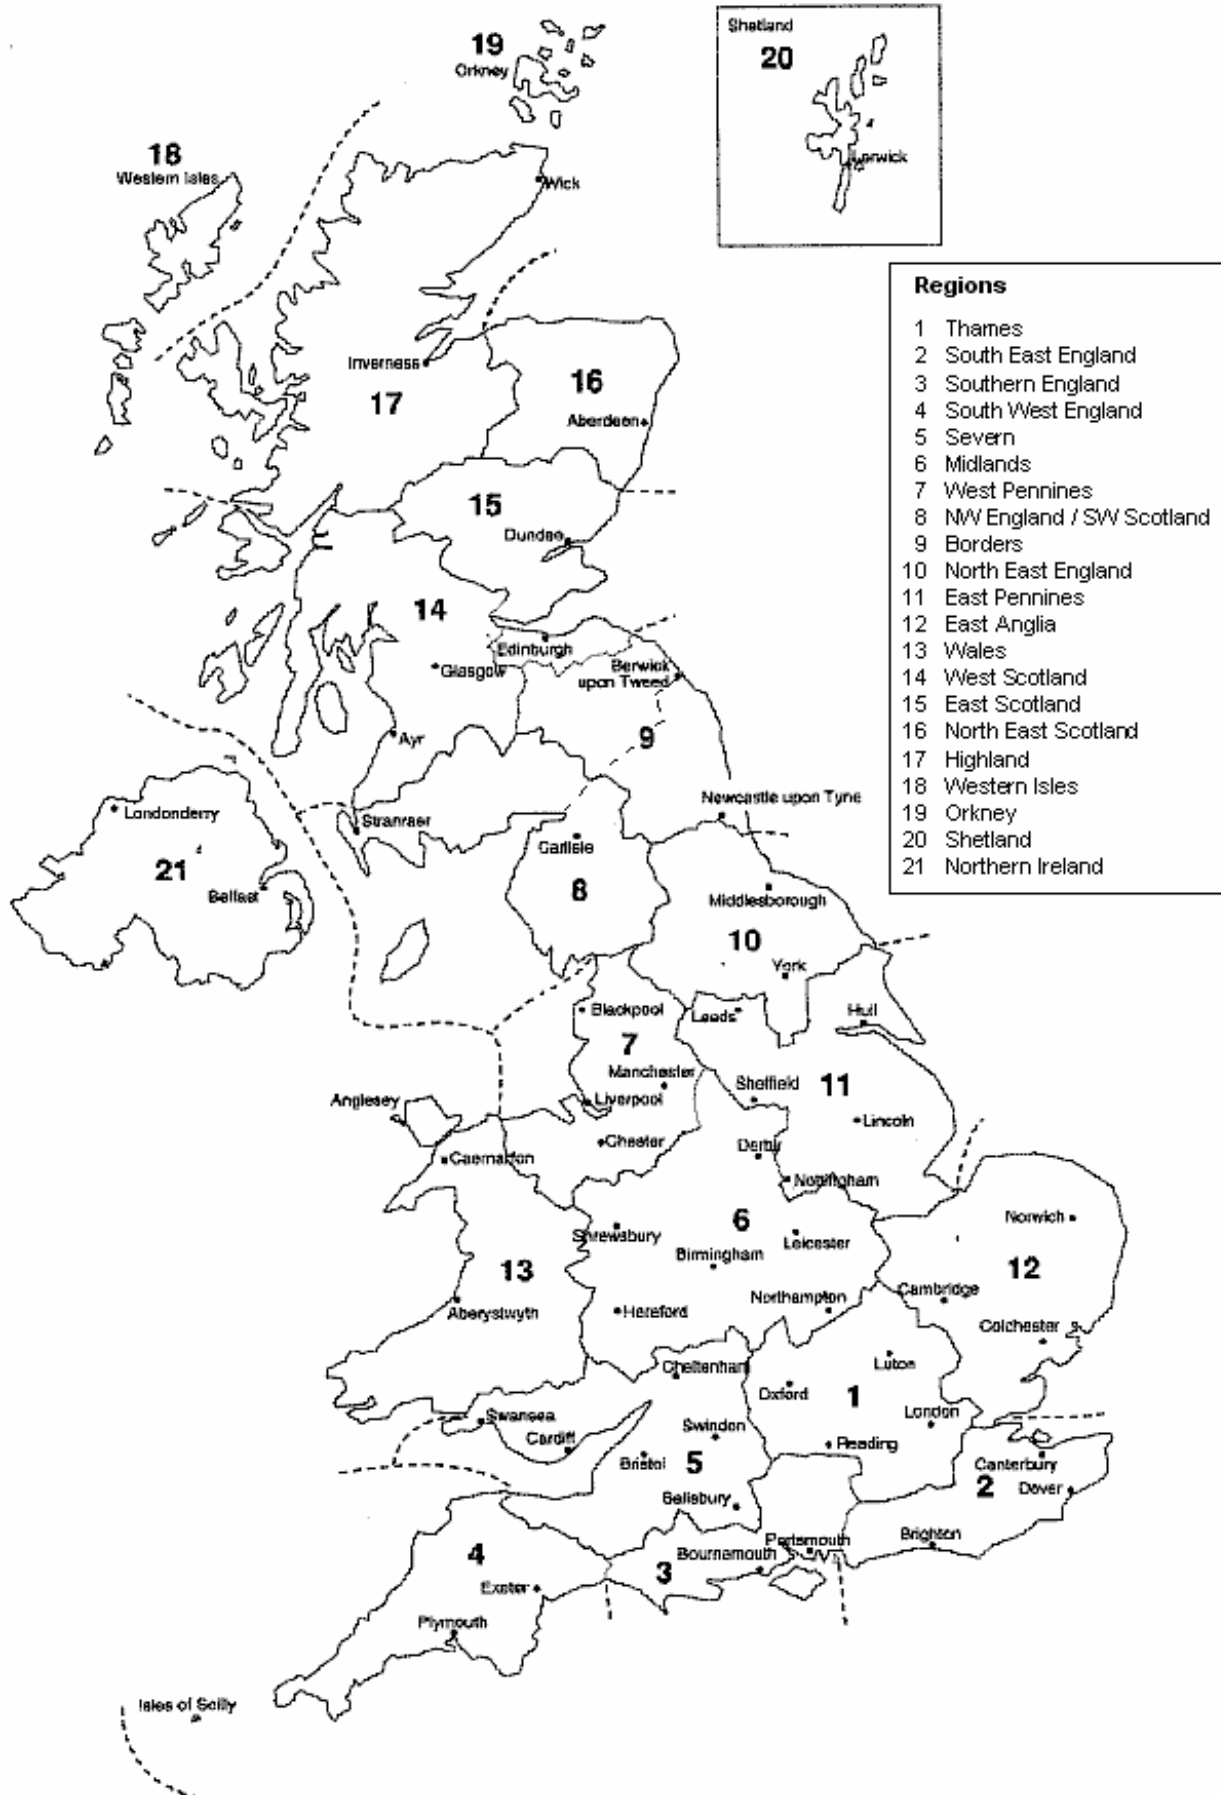 19
Orkney
Shetland
20
Lerwick
18
Western Isles
Wick
Regions
1 Thames
2 South East England
3 Southern England
4 South West England
5 Severn
6 Midlands
7 West Pennines
8 NW England / SW Scotland
9 Borders
10 North East England
11 East Pennines
12 East Anglia
13 Wales
14 West Scotland
15 East Scotland
16 North East Scotland
17 Highland
18 Western Isles
19 Orkney
20 Shetland
21 Northern Ireland
Inverness
17
16
Aberdeen
15
Dundee
14
Edinburgh
Glasgow
Berwick
upon Tweed
9
Ayr
Londonderry
Stranraer
Newcastle upon Tyne
Carlisle
21
Belfast
8
Middlesborough
10
York
Blackpool
Leeds
Hull
7
Manchester
Sheffield
11
Anglesey
Liverpool
Lincoln
Chester
Derby
Caernarfon
Nottingham
Norwich
6
Shrewsbury
Leicester
Birmingham
13
12
Cambridge
Aberystwyth
Hereford
Northampton
Colchester
Cheltenham
Luton
Oxford
1
London
Swansea
Swindon
Cardiff
Reading
Bristol
5
Canterbury
2
Dover
Salisbury
Brighton
Portsmouth
4
Bournemouth
3
Exeter
Plymouth
Isles of Scilly